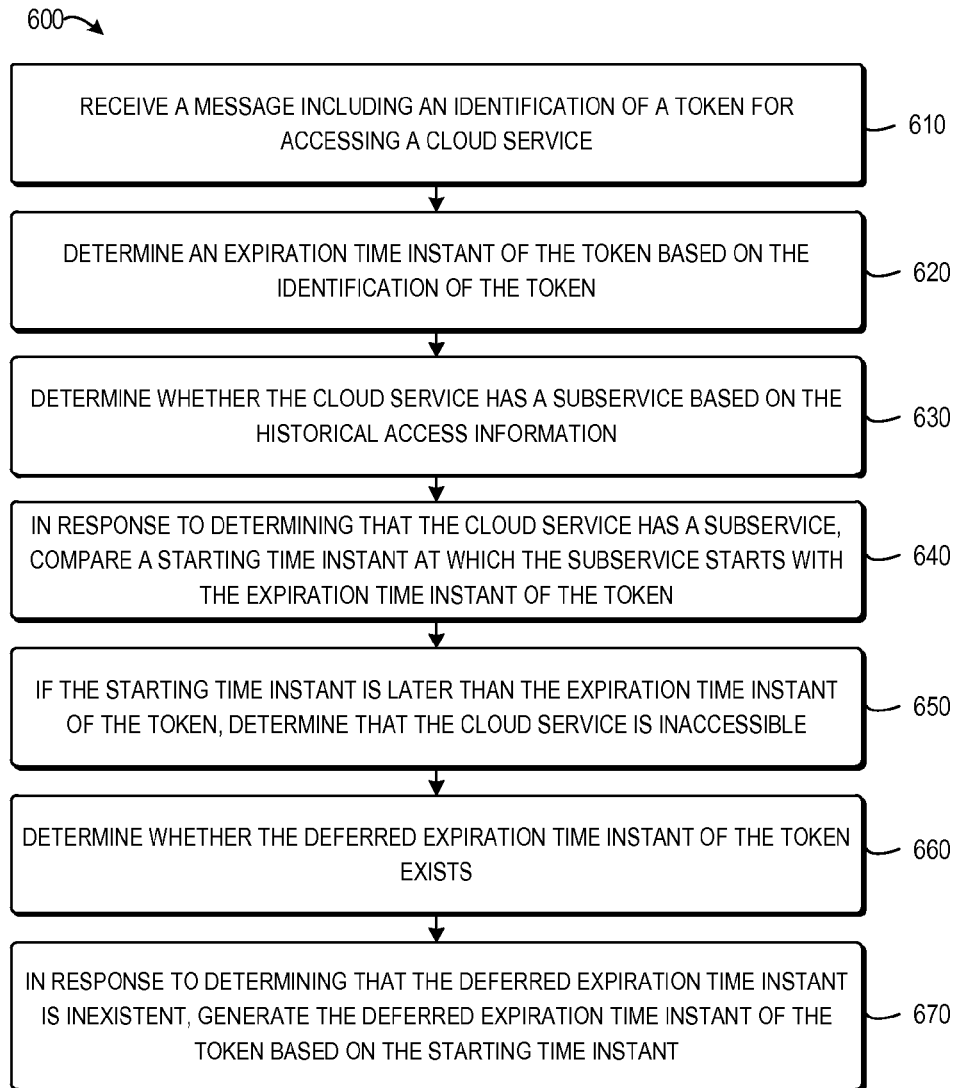 600
RECEIVE A MESSAGE INCLUDING AN IDENTIFICATION OF A TOKEN FOR
ACCESSING A CLOUD SERVICE
610
DETERMINE AN EXPIRATION TIME INSTANT OF THE TOKEN BASED ON THE
IDENTIFICATION OF THE TOKEN
620
DETERMINE WHETHER THE CLOUD SERVICE HAS A SUBSERVICE BASED ON THE
HISTORICAL ACCESS INFORMATION
630
IN RESPONSE TO DETERMINING THAT THE CLOUD SERVICE HAS A SUBSERVICE,
COMPARE A STARTING TIME INSTANT AT WHICH THE SUBSERVICE STARTS WITH
THE EXPIRATION TIME INSTANT OF THE TOKEN
640
IF THE STARTING TIME INSTANT IS LATER THAN THE EXPIRATION TIME INSTANT
OF THE TOKEN, DETERMINE THAT THE CLOUD SERVICE IS INACCESSIBLE
650
DETERMINE WHETHER THE DEFERRED EXPIRATION TIME INSTANT OF THE TOKEN
EXISTS
660
IN RESPONSE TO DETERMINING THAT THE DEFERRED EXPIRATION TIME INSTANT
IS INEXISTENT, GENERATE THE DEFERRED EXPIRATION TIME INSTANT OF THE
TOKEN BASED ON THE STARTING TIME INSTANT
670